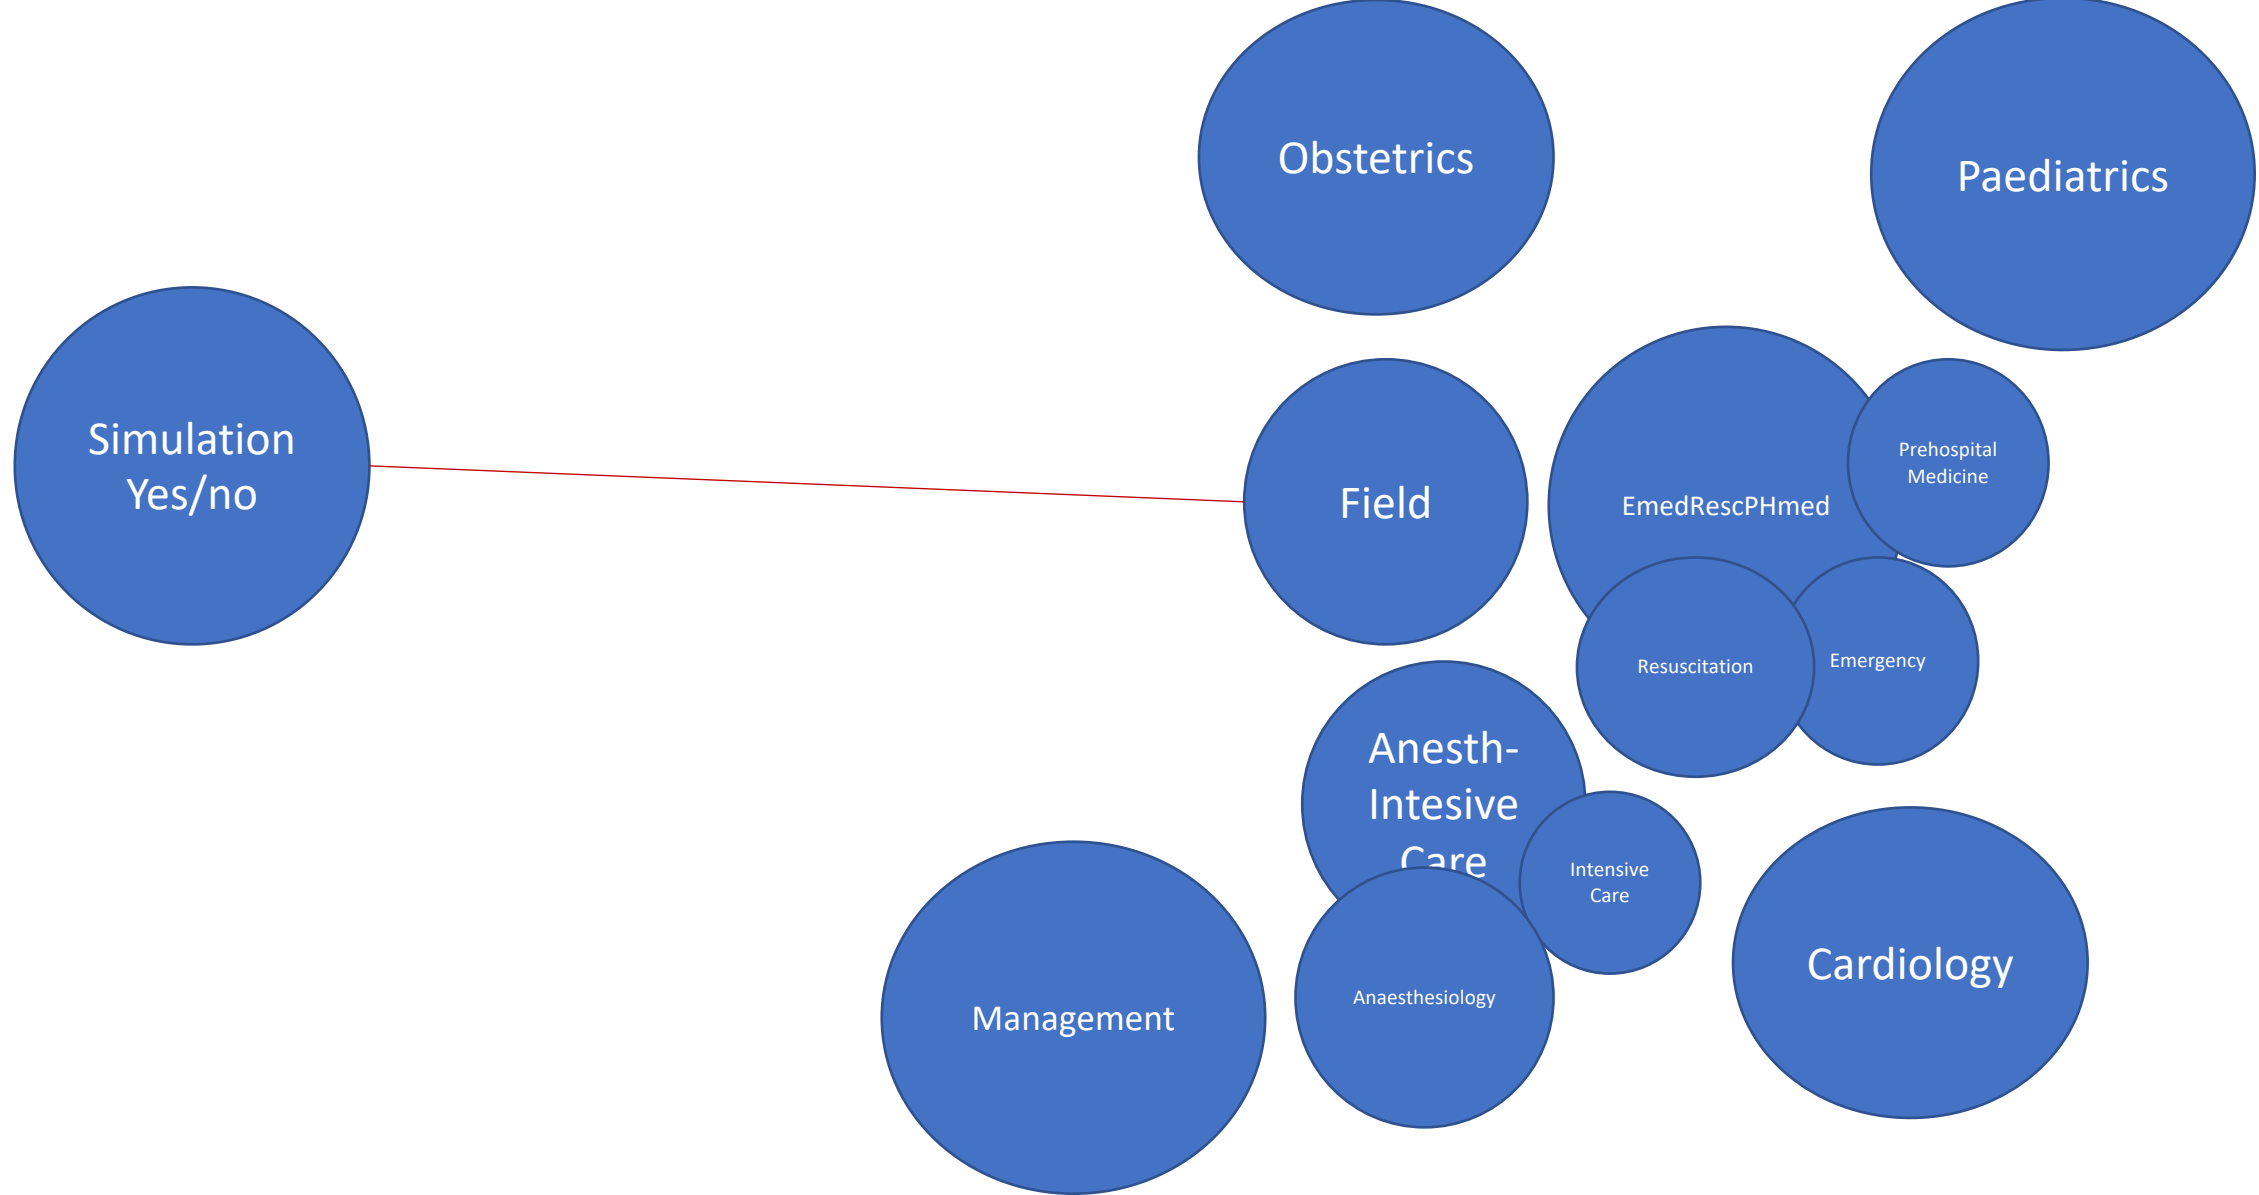 Obstetrics
Paediatrics
Simulation
Yes/no
Field
EmedRescPHmed
Prehospital
Medicine
Resuscitation
Emergency
Anesth-
Intesive
Care
Intensive
Care
Cardiology
Anaesthesiology
Management